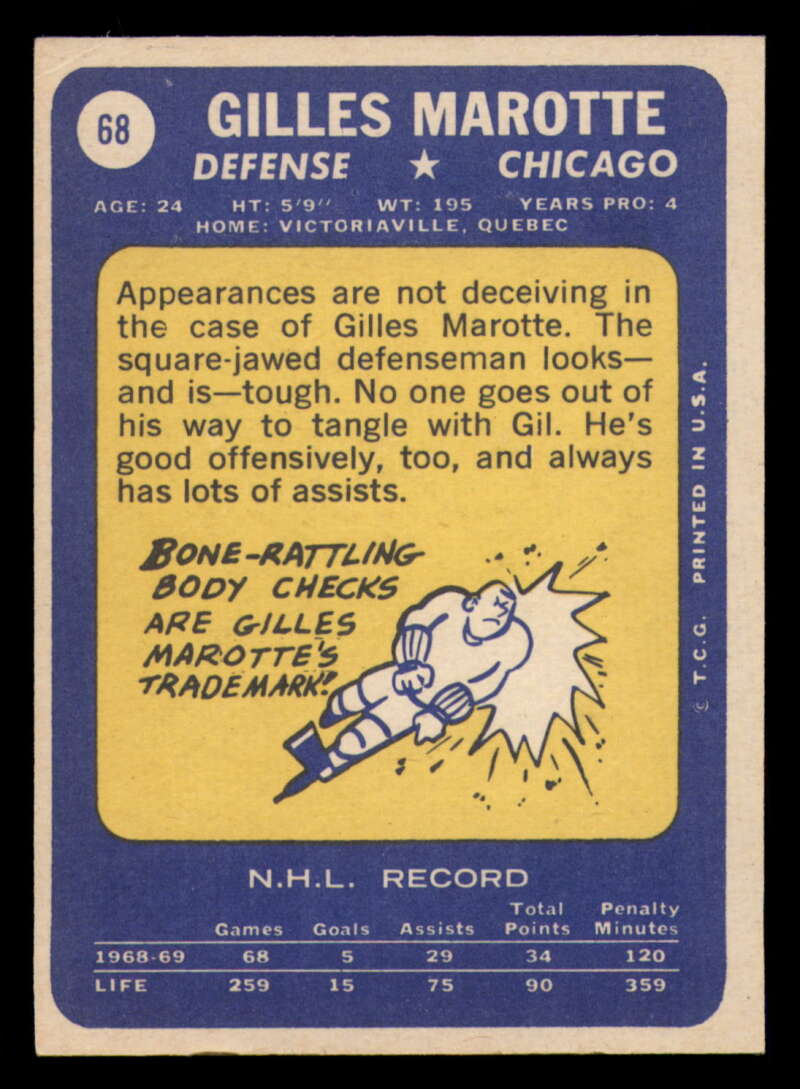 68
GILLES MAROTTE
DEFENSE ★ CHICAGO
AGE: 24 HT: 5'9" WT: 195 YEARS PRO: 4
HOME: VICTORIAVILLE, QUEBEC
Appearances are not deceiving in
the case of Gilles Marotte. The
square-jawed defenseman looks—
and is—tough. No one goes out of
his way to tangle with Gil. He's
good offensively, too, and always
has lots of assists.
BONE-RATTLING
BODY CHECKS
ARE GILLES
MAROTTE'S
TRADEMARK!
© T.C.G. PRINTED IN U.S.A.
N.H.L. RECORD
Games Goals Assists Total Points Penalty Minutes
1968-69 68 5 29 34 120
LIFE 259 15 75 90 359